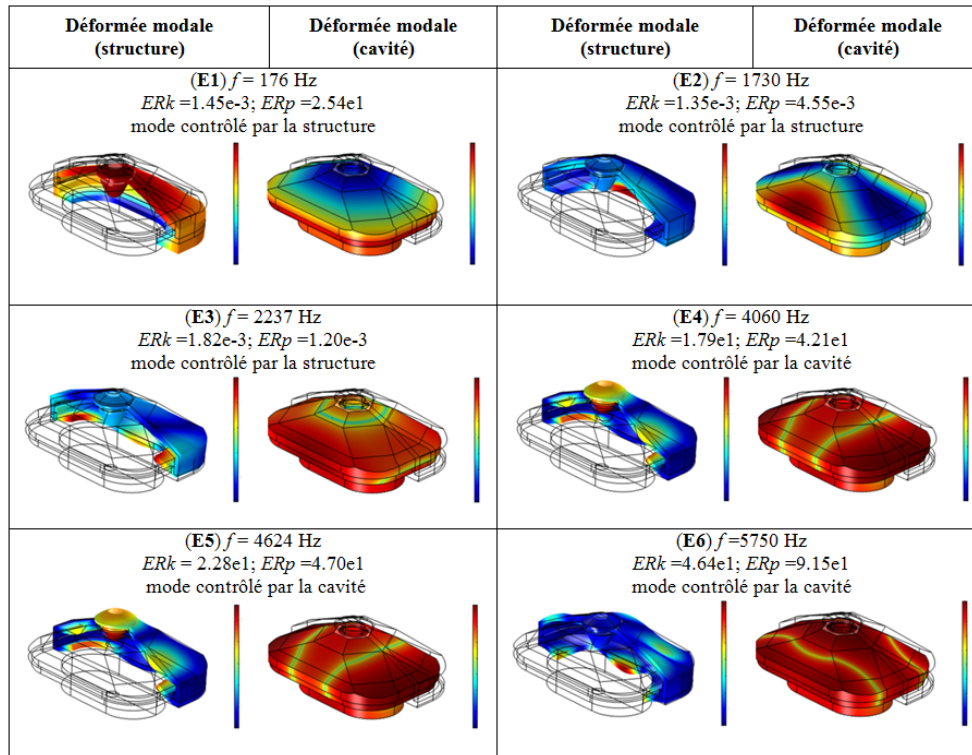 Déformée modale
(structure)
Déformée modale
(cavité)
Déformée modale
(structure)
Déformée modale
(cavité)
(E1) f = 176 Hz
ERk =1.45e-3; ERp =2.54e1
mode contrôlé par la structure
(E2) f = 1730 Hz
ERk =1.35e-3; ERp =4.55e-3
mode contrôlé par la structure
(E3) f = 2237 Hz
ERk =1.82e-3; ERp =1.20e-3
mode contrôlé par la structure
(E4) f = 4060 Hz
ERk =1.79e1; ERp =4.21e1
mode contrôlé par la cavité
(E5) f = 4624 Hz
ERk = 2.28e1; ERp =4.70e1
mode contrôlé par la cavité
(E6) f =5750 Hz
ERk =4.64e1; ERp =9.15e1
mode contrôlé par la cavité